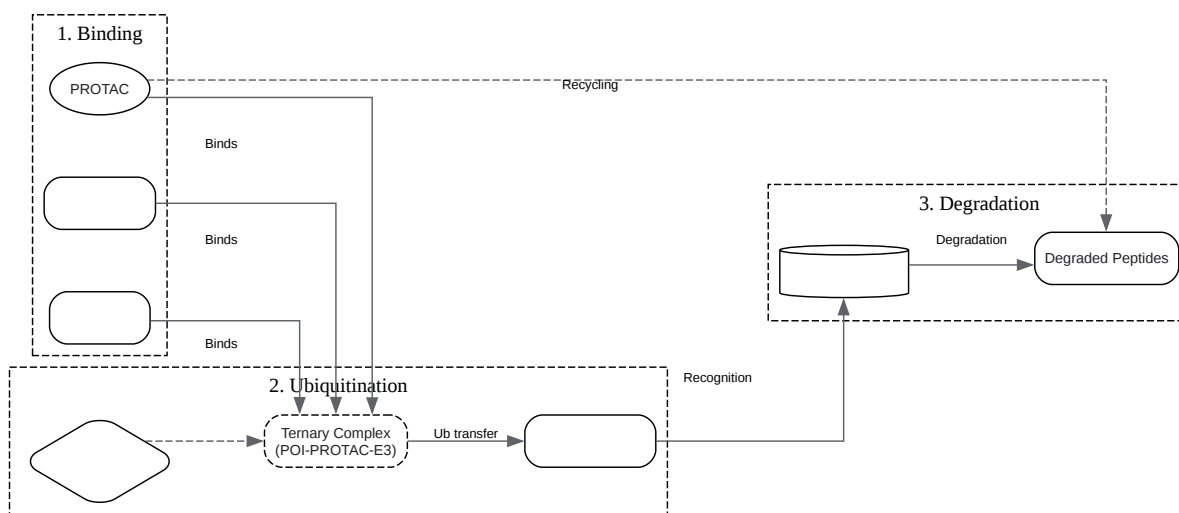 1. Binding
PROTAC
Recycling
Binds
Binds
Binds
3. Degradation
Degradation
Degraded Peptides
2. Ubiquitination
Recognition
Ternary Complex
(POI-PROTAC-E3)
Ub transfer